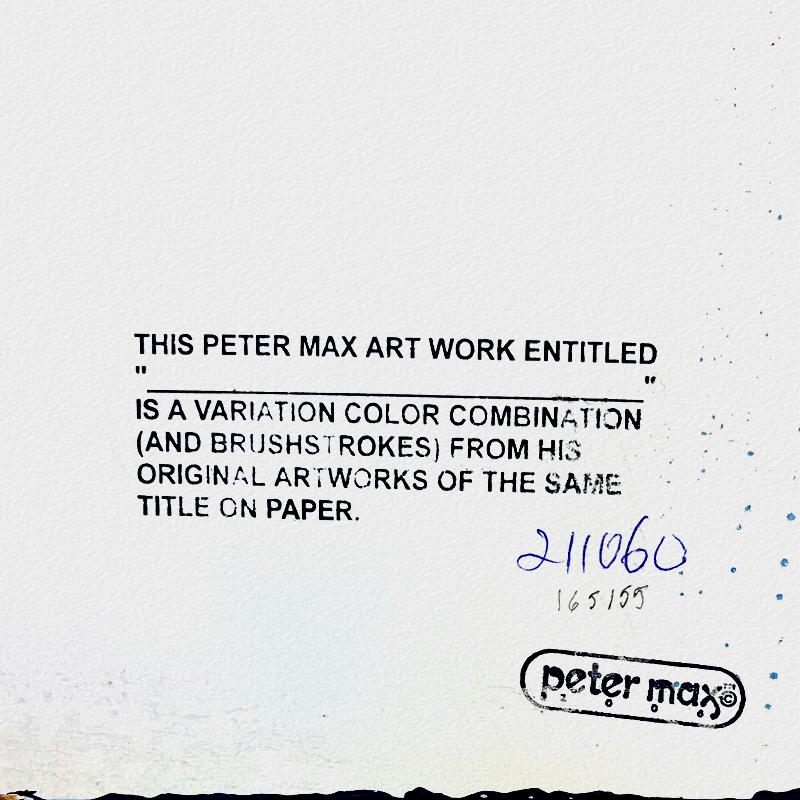 THIS PETER MAX ART WORK ENTITLED
"____________________"
IS A VARIATION COLOR COMBINATION
(AND BRUSHSTROKES) FROM HIS
ORIGINAL ARTWORKS OF THE SAME
TITLE ON PAPER.
211060
165155
peter max©